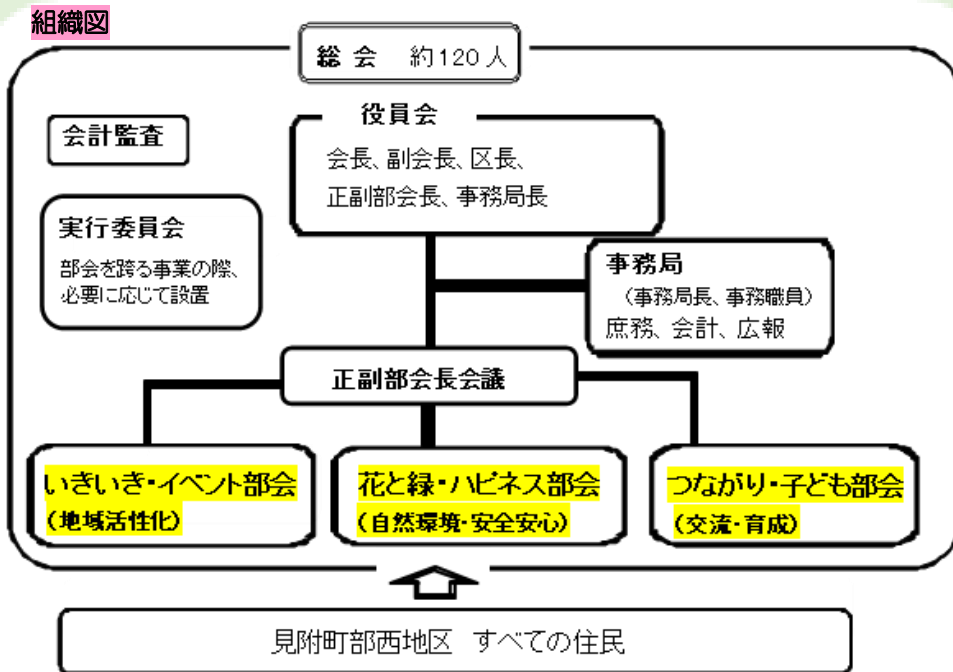 組織図
総 会 約120人
役員会
会長、副会長、区長、
正副部会長、事務局長
会計監査
実行委員会
部会を跨る事業の際、
必要に応じて設置
事務局
（事務局長、事務職員）
庶務、会計、広報
正副部会長会議
いきいき・イベント部会
（地域活性化）
花と緑・ハピネス部会
（自然環境・安全安心）
つながり・子ども部会
（交流・育成）
見附町部西地区 すべての住民